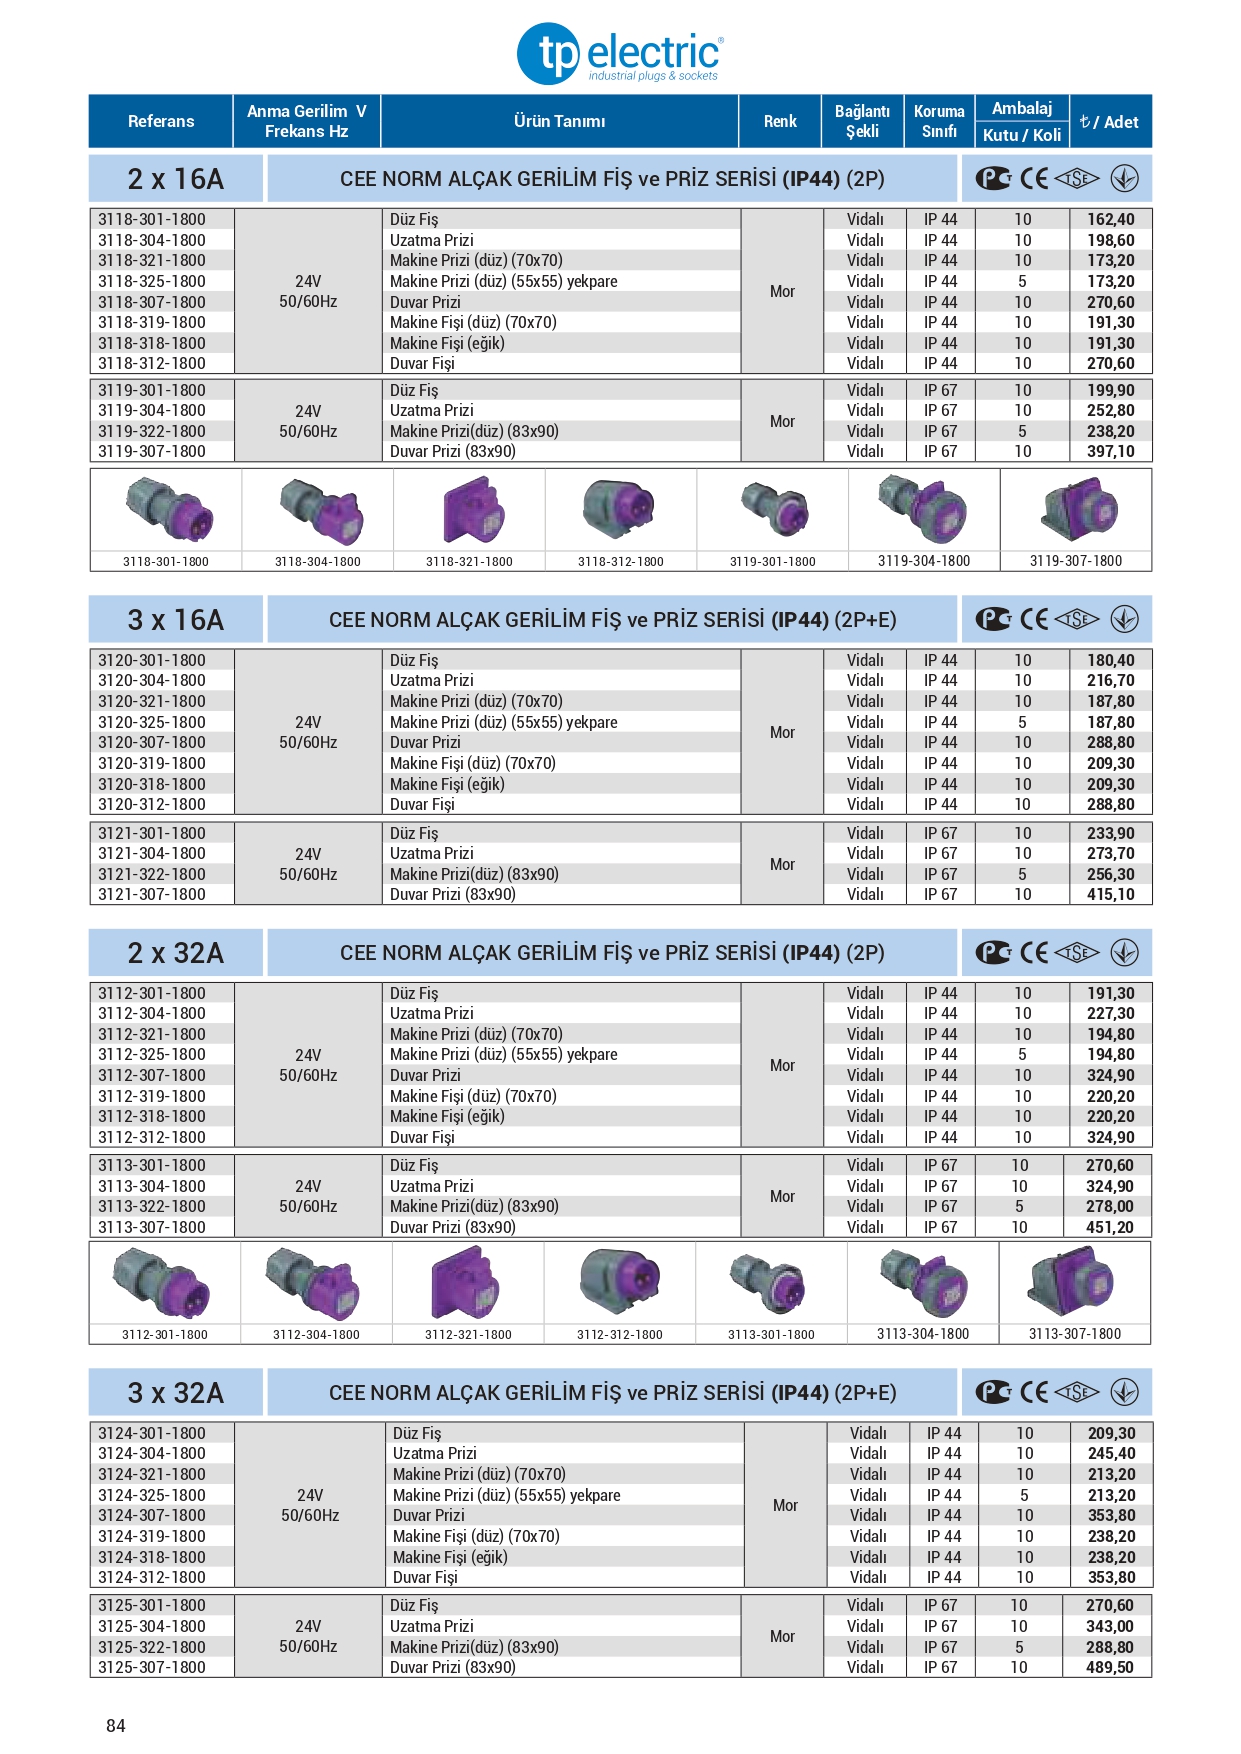 tp electric®
industrial plugs & sockets
Referans Anma Gerilim V Frekans Hz Ürün Tanımı Renk Bağlantı Şekli Koruma Sınıfı Ambalaj Kutu / Koli ₺ / Adet
2 x 16A CEE NORM ALÇAK GERİLİM FİŞ ve PRİZ SERİSİ (IP44) (2P) PCT CE TSE
24V 50/60Hz Mor
3118-301-1800 Düz Fiş Vidalı IP 44 10 162,40
3118-304-1800 Uzatma Prizi Vidalı IP 44 10 198,60
3118-321-1800 Makine Prizi (düz) (70x70) Vidalı IP 44 10 173,20
3118-325-1800 Makine Prizi (düz) (55x55) yekpare Vidalı IP 44 5 173,20
3118-307-1800 Duvar Prizi Vidalı IP 44 10 270,60
3118-319-1800 Makine Fişi (düz) (70x70) Vidalı IP 44 10 191,30
3118-318-1800 Makine Fişi (eğik) Vidalı IP 44 10 191,30
3118-312-1800 Duvar Fişi Vidalı IP 44 10 270,60
24V 50/60Hz Mor
3119-301-1800 Düz Fiş Vidalı IP 67 10 199,90
3119-304-1800 Uzatma Prizi Vidalı IP 67 10 252,80
3119-322-1800 Makine Prizi(düz) (83x90) Vidalı IP 67 5 238,20
3119-307-1800 Duvar Prizi (83x90) Vidalı IP 67 10 397,10
3118-301-1800 3118-304-1800 3118-321-1800 3118-312-1800 3119-301-1800 3119-304-1800 3119-307-1800
3 x 16A CEE NORM ALÇAK GERİLİM FİŞ ve PRİZ SERİSİ (IP44) (2P+E) PCT CE TSE
24V 50/60Hz Mor
3120-301-1800 Düz Fiş Vidalı IP 44 10 180,40
3120-304-1800 Uzatma Prizi Vidalı IP 44 10 216,70
3120-321-1800 Makine Prizi (düz) (70x70) Vidalı IP 44 10 187,80
3120-325-1800 Makine Prizi (düz) (55x55) yekpare Vidalı IP 44 5 187,80
3120-307-1800 Duvar Prizi Vidalı IP 44 10 288,80
3120-319-1800 Makine Fişi (düz) (70x70) Vidalı IP 44 10 209,30
3120-318-1800 Makine Fişi (eğik) Vidalı IP 44 10 209,30
3120-312-1800 Duvar Fişi Vidalı IP 44 10 288,80
24V 50/60Hz Mor
3121-301-1800 Düz Fiş Vidalı IP 67 10 233,90
3121-304-1800 Uzatma Prizi Vidalı IP 67 10 273,70
3121-322-1800 Makine Prizi(düz) (83x90) Vidalı IP 67 5 256,30
3121-307-1800 Duvar Prizi (83x90) Vidalı IP 67 10 415,10
2 x 32A CEE NORM ALÇAK GERİLİM FİŞ ve PRİZ SERİSİ (IP44) (2P) PCT CE TSE
24V 50/60Hz Mor
3112-301-1800 Düz Fiş Vidalı IP 44 10 191,30
3112-304-1800 Uzatma Prizi Vidalı IP 44 10 227,30
3112-321-1800 Makine Prizi (düz) (70x70) Vidalı IP 44 10 194,80
3112-325-1800 Makine Prizi (düz) (55x55) yekpare Vidalı IP 44 5 194,80
3112-307-1800 Duvar Prizi Vidalı IP 44 10 324,90
3112-319-1800 Makine Fişi (düz) (70x70) Vidalı IP 44 10 220,20
3112-318-1800 Makine Fişi (eğik) Vidalı IP 44 10 220,20
3112-312-1800 Duvar Fişi Vidalı IP 44 10 324,90
24V 50/60Hz Mor
3113-301-1800 Düz Fiş Vidalı IP 67 10 270,60
3113-304-1800 Uzatma Prizi Vidalı IP 67 10 324,90
3113-322-1800 Makine Prizi(düz) (83x90) Vidalı IP 67 5 278,00
3113-307-1800 Duvar Prizi (83x90) Vidalı IP 67 10 451,20
3112-301-1800 3112-304-1800 3112-321-1800 3112-312-1800 3113-301-1800 3113-304-1800 3113-307-1800
3 x 32A CEE NORM ALÇAK GERİLİM FİŞ ve PRİZ SERİSİ (IP44) (2P+E) PCT CE TSE
24V 50/60Hz Mor
3124-301-1800 Düz Fiş Vidalı IP 44 10 209,30
3124-304-1800 Uzatma Prizi Vidalı IP 44 10 245,40
3124-321-1800 Makine Prizi (düz) (70x70) Vidalı IP 44 10 213,20
3124-325-1800 Makine Prizi (düz) (55x55) yekpare Vidalı IP 44 5 213,20
3124-307-1800 Duvar Prizi Vidalı IP 44 10 353,80
3124-319-1800 Makine Fişi (düz) (70x70) Vidalı IP 44 10 238,20
3124-318-1800 Makine Fişi (eğik) Vidalı IP 44 10 238,20
3124-312-1800 Duvar Fişi Vidalı IP 44 10 353,80
24V 50/60Hz Mor
3125-301-1800 Düz Fiş Vidalı IP 67 10 270,60
3125-304-1800 Uzatma Prizi Vidalı IP 67 10 343,00
3125-322-1800 Makine Prizi(düz) (83x90) Vidalı IP 67 5 288,80
3125-307-1800 Duvar Prizi (83x90) Vidalı IP 67 10 489,50
84